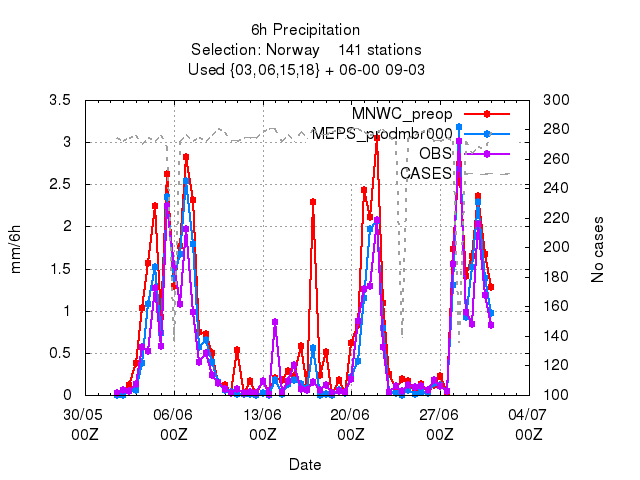 6h Precipitation
Selection: Norway    141 stations
Used {03,06,15,18} + 06-00 09-03
3.5
3
2.5
2
1.5
1
0.5
0
mm/6h
300
280
260
240
220
200
180
160
140
120
100
No cases
MNWC_preop
MEPS_prodmbr000
OBS
CASES
30/05 06/06 13/06 20/06 27/06 04/07
00Z 00Z 00Z 00Z 00Z 00Z
Date